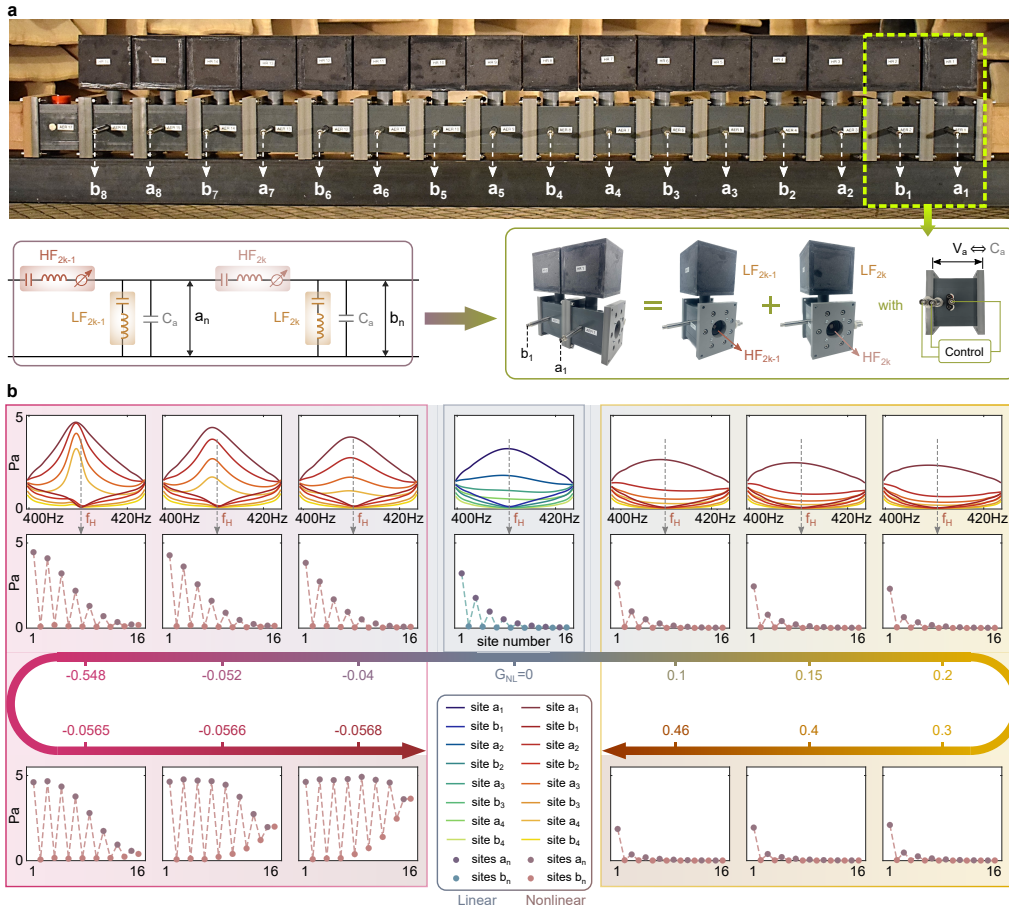 a
b8 a8 b7 a7 b6 a6 b5 a5 b4 a4 b3 a3 b2 a2 b1 a1
HF2k-1
HF2k
LF2k-1
Ca
an
LF2k
Ca
bn
b1
a1
=
LF2k-1
HF2k-1
+
LF2k
HF2k
with
Va ⇔ Ca
Control
b
5
Pa
0
400Hz fH 420Hz
400Hz fH 420Hz
400Hz fH 420Hz
400Hz fH 420Hz
400Hz fH 420Hz
400Hz fH 420Hz
400Hz fH 420Hz
5
Pa
0
1 16
1 16
1 16
1 16
site number
1 16
1 16
1 16
-0.548 -0.052 -0.04 GNL=0 0.1 0.15 0.2
-0.0565 -0.0566 -0.0568 0.46 0.4 0.3
5
Pa
0
1 16
1 16
1 16
1 16
1 16
1 16
site a1 site a1
site b1 site b1
site a2 site a2
site b2 site b2
site a3 site a3
site b3 site b3
site a4 site a4
site b4 site b4
sites an sites an
sites bn sites bn
Linear Nonlinear